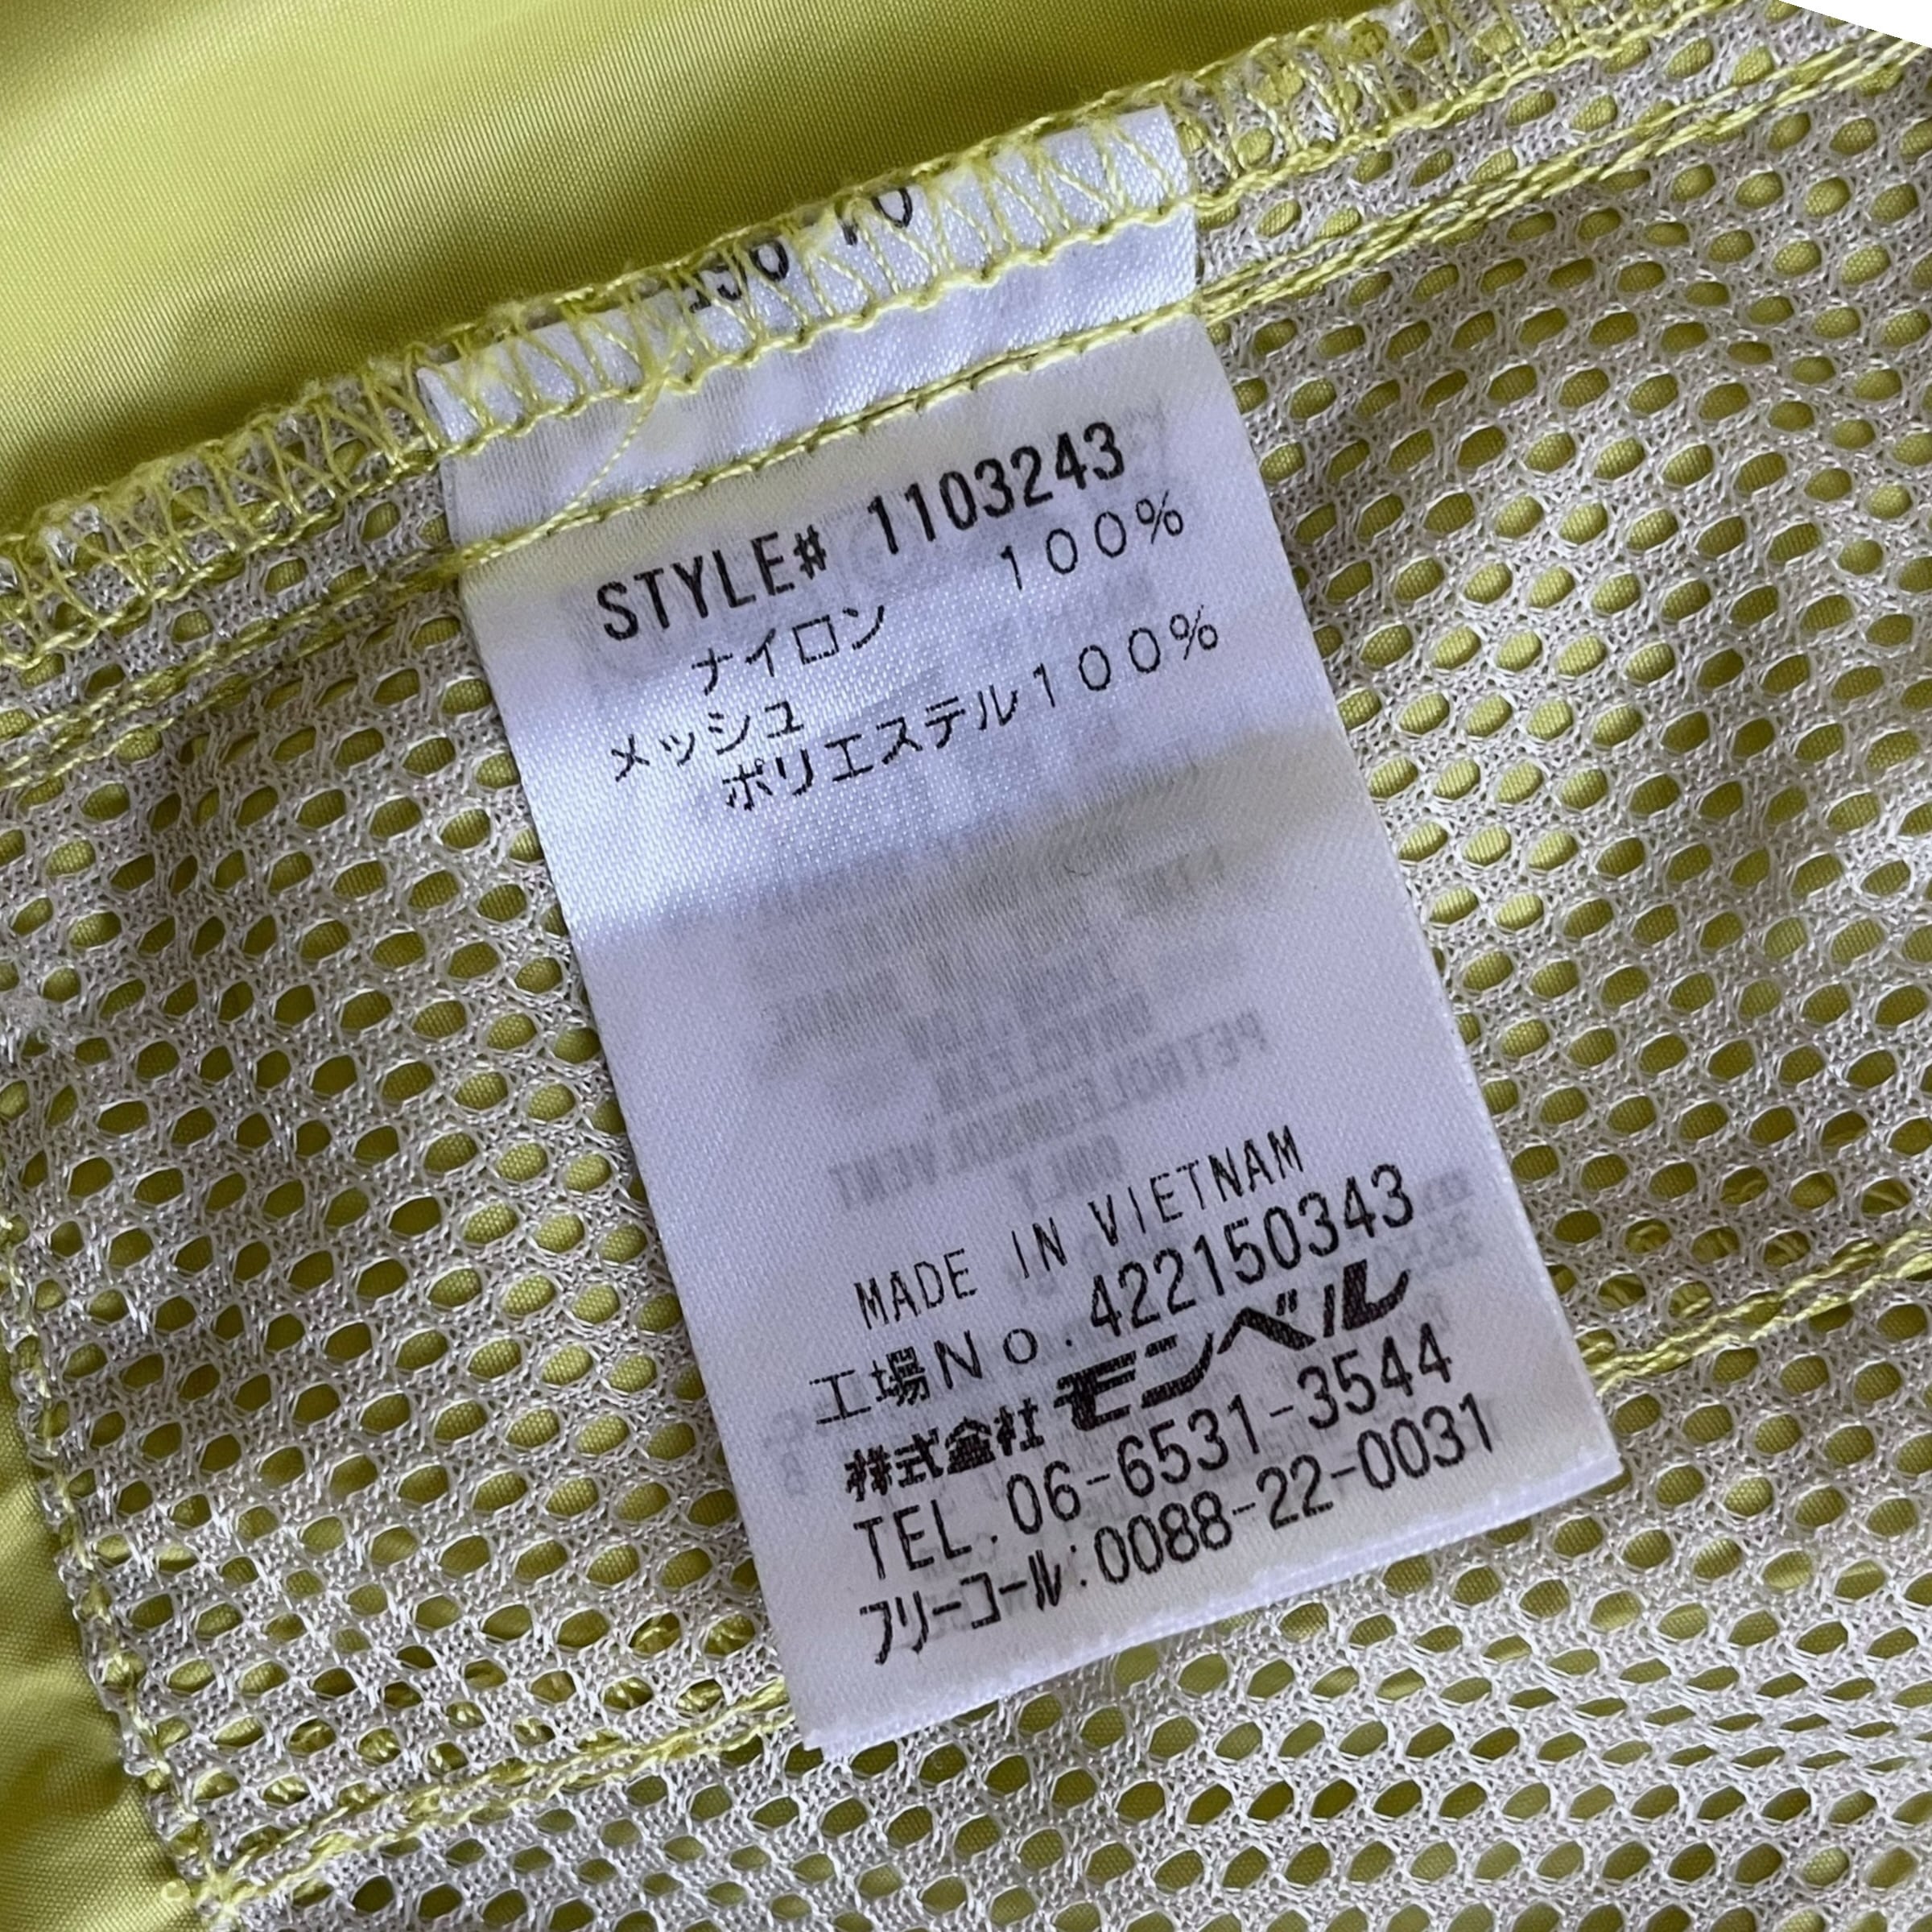 STYLE# 1103243
ナイロン 100%
メッシュ
ポリエステル100%
MADE IN VIETNAM
工場No.422150343
株式会社モンベル
TEL.06-6531-3544
フリーコール:0088-22-0031